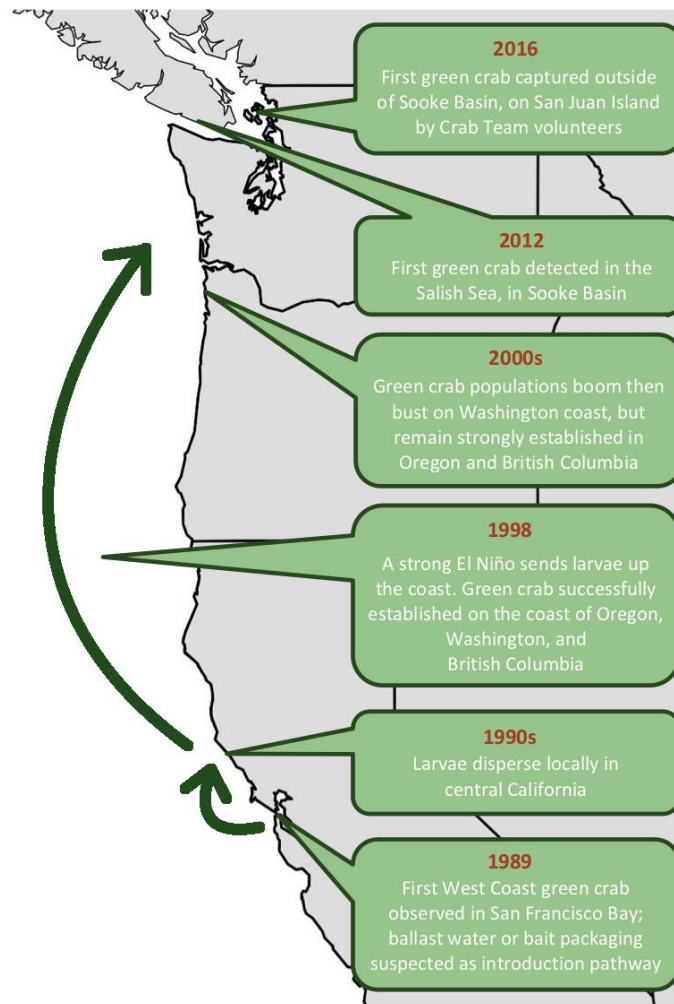 2016
First green crab captured outside
of Sooke Basin, on San Juan Island
by Crab Team volunteers
2012
First green crab detected in the
Salish Sea, in Sooke Basin
2000s
Green crab populations boom then
bust on Washington coast, but
remain strongly established in
Oregon and British Columbia
1998
A strong El Niño sends larvae up
the coast. Green crab successfully
established on the coast of Oregon,
Washington, and
British Columbia
1990s
Larvae disperse locally in
central California
1989
First West Coast green crab
observed in San Francisco Bay;
ballast water or bait packaging
suspected as introduction pathway